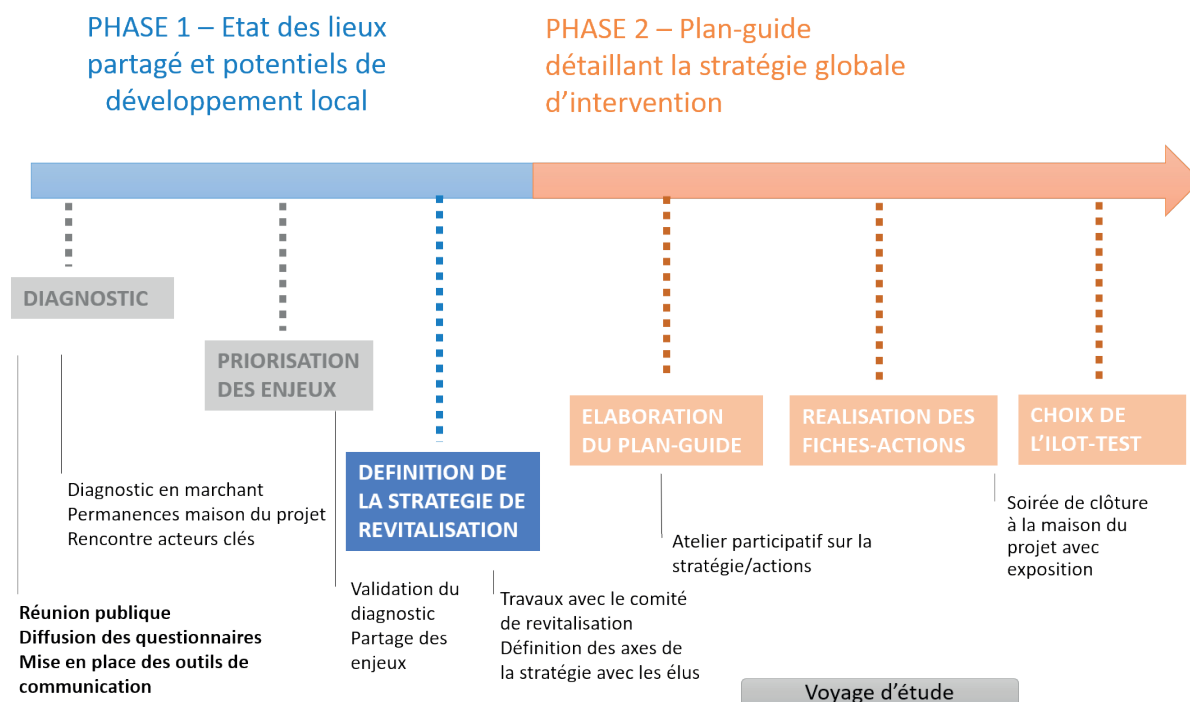 PHASE 1 – Etat des lieux
partagé et potentiels de
développement local
PHASE 2 – Plan-guide
détaillant la stratégie globale
d’intervention
DIAGNOSTIC
PRIORISATION
DES ENJEUX
DEFINITION DE
LA STRATEGIE DE
REVITALISATION
ELABORATION
DU PLAN-GUIDE
REALISATION DES
FICHES-ACTIONS
CHOIX DE
L’ILOT-TEST
Diagnostic en marchant
Permanences maison du projet
Rencontre acteurs clés
Réunion publique
Diffusion des questionnaires
Mise en place des outils de
communication
Validation du
diagnostic
Partage des
enjeux
Travaux avec le comité
de revitalisation
Définition des axes de
la stratégie avec les élus
Atelier participatif sur la
stratégie/actions
Soirée de clôture
à la maison du
projet avec
exposition
Voyage d’étude